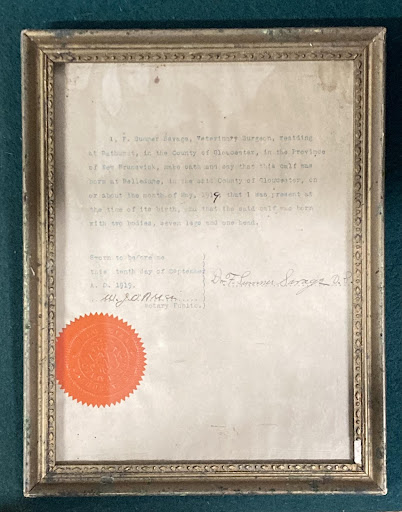 I, F. Sumner Savage, Veterinary Surgeon, residing
at Bathurst, in the County of Gloucester, in the Province
of New Brunswick, make oath and say that this calf was
born at Belledune, in the said County of Gloucester, on
or about the month of May, 1919 that I was present at
the time of its birth, and that the said calf was born
with two bodies, seven legs and one head.
Sworn to before me
this tenth day of September
A. D. 1919.
Dr. F. Sumner Savage V.S.
Notary Public.